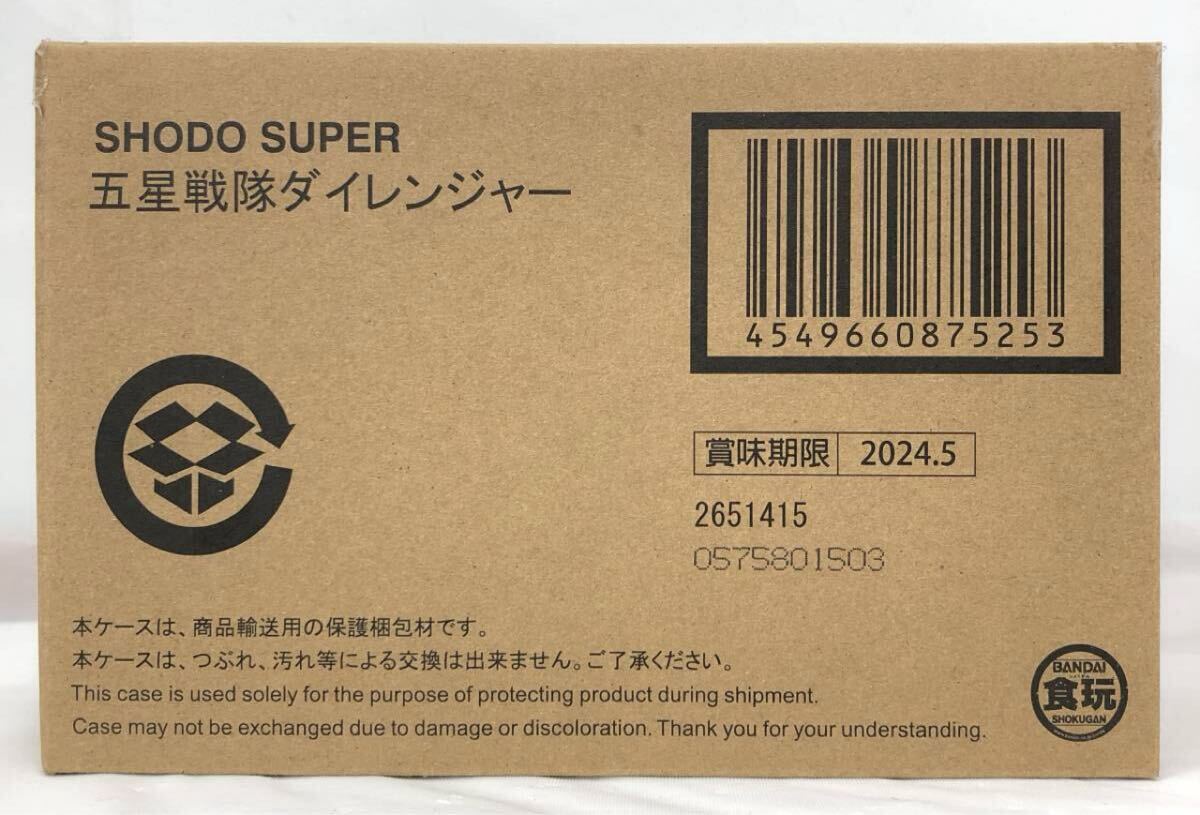 SHODO SUPER
五星戦隊ダイレンジャー
4549660875253
賞味期限 2024.5
2651415
0575801503
本ケースは、商品輸送用の保護梱包材です。
本ケースは、つぶれ、汚れ等による交換は出来ません。ご了承ください。
This case is used solely for the purpose of protecting product during shipment.
Case may not be exchanged due to damage or discoloration. Thank you for your understanding.
BANDAI
食玩
SHOKUGAN